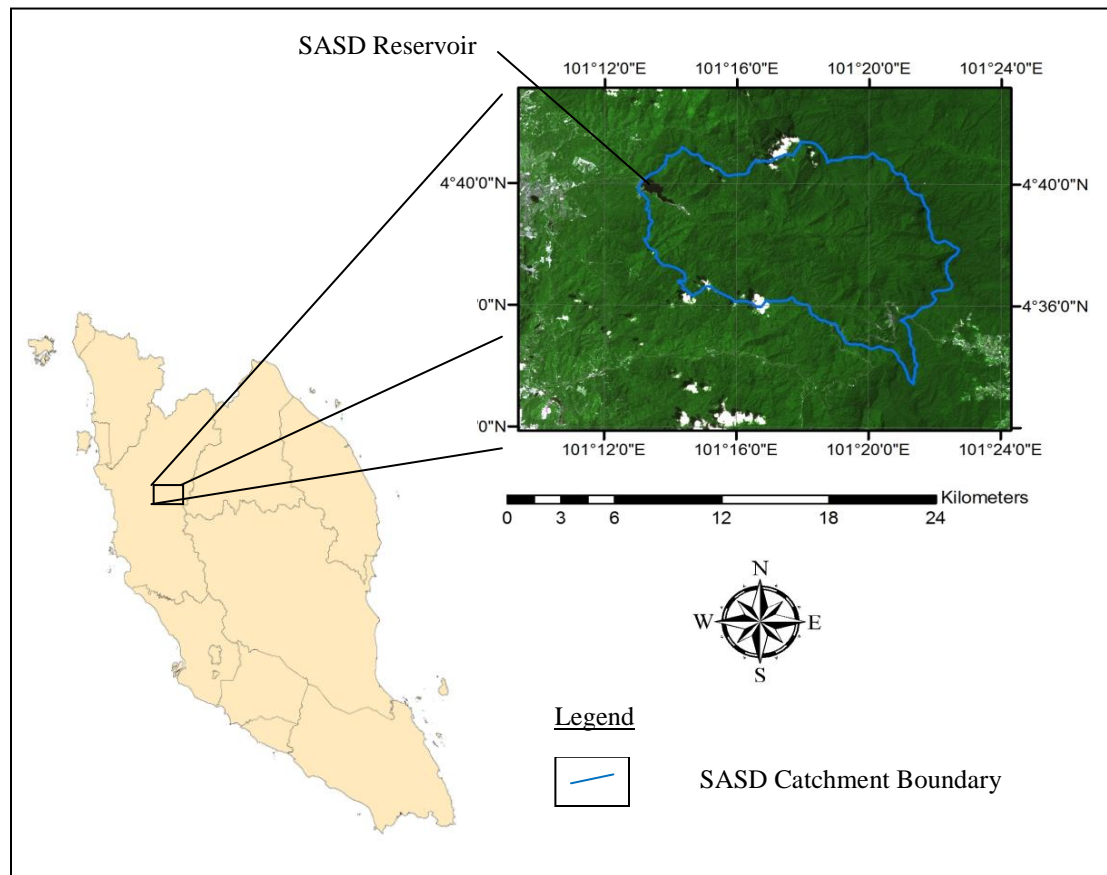 SASD Reservoir
101°12'0"E 101°16'0"E 101°20'0"E 101°24'0"E
4°40'0"N 4°40'0"N
0'0"N 4°36'0"N
0'0"N
101°12'0"E 101°16'0"E 101°20'0"E 101°24'0"E
Kilometers
0 3 6 12 18 24
N
W E
S
Legend
SASD Catchment Boundary